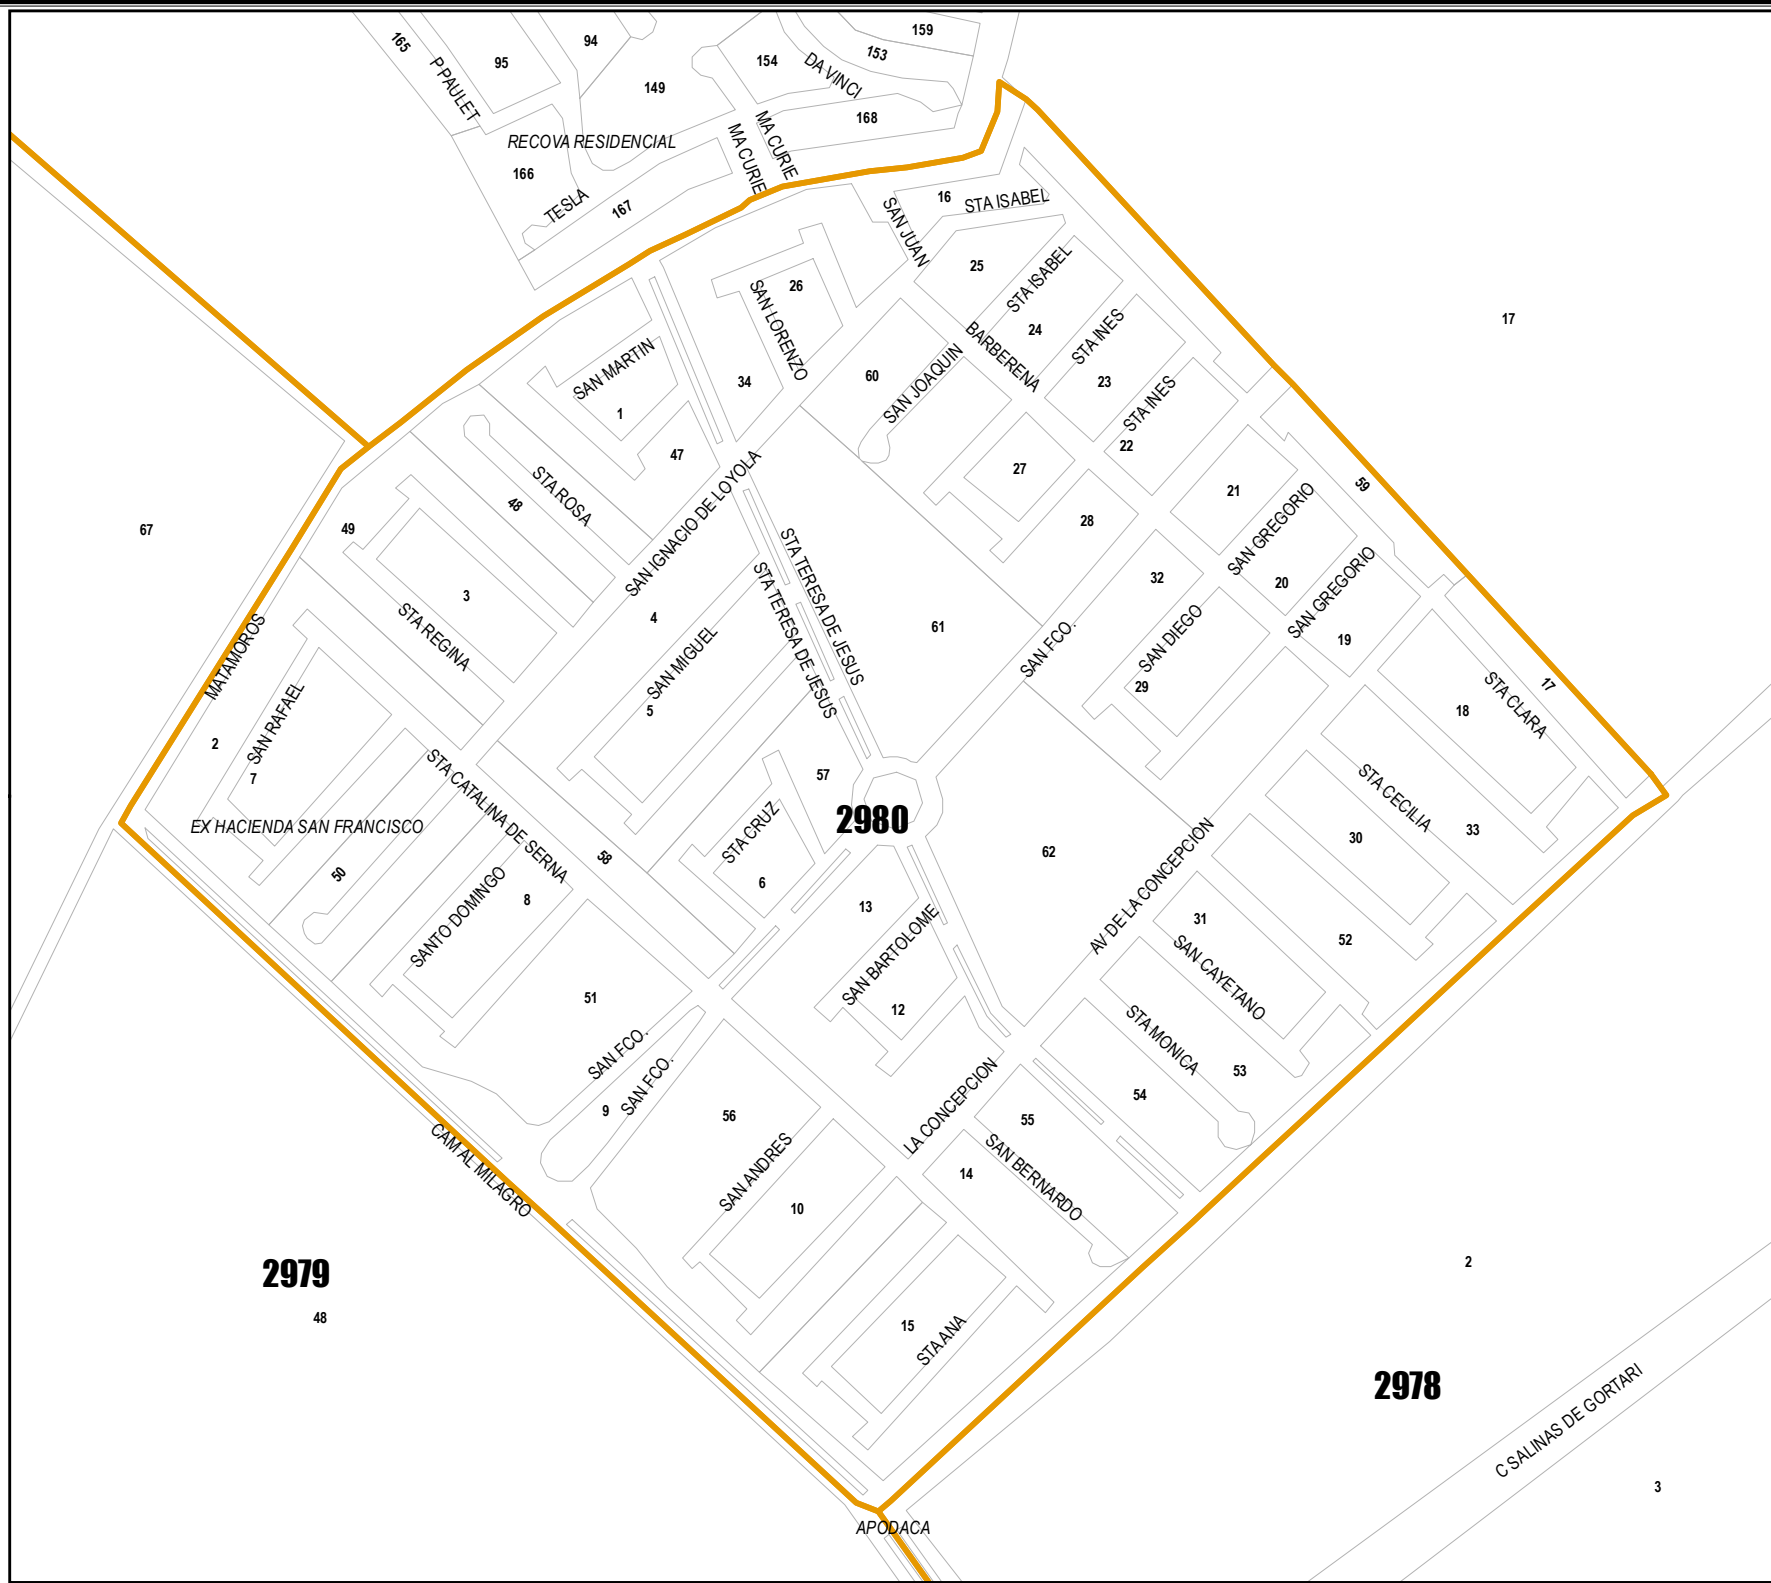 159
165
94
153
95
154
DA VINCI
P PAULET
149
168
MA CURIE
MA CURIE
RECOVA RESIDENCIAL
166
TESLA
167
16
STA ISABEL
SAN JUAN
25
26
STA ISABEL
17
SAN LORENZO
24
STA INES
BARBERENA
SAN MARTIN
34
60
SAN JOAQUIN
23
STA INES
1
22
47
27
SAN IGNACIO DE LOYOLA
STA ROSA
48
59
21
SAN GREGORIO
28
49
67
STA TERESA DE JESUS
STA TERESA DE JESUS
32
20
SAN GREGORIO
3
4
61
STA REGINA
SAN FCO.
SAN DIEGO
19
MATAMOROS
SAN MIGUEL
29
17
STA CLARA
18
5
SAN RAFAEL
2
7
57
STA CATALINA DE SERNA
STA CECILIA
2980
EX HACIENDA SAN FRANCISCO
STA CRUZ
33
30
58
62
AV DE LA CONCEPCION
50
6
SANTO DOMINGO
8
13
31
52
SAN BARTOLOME
SAN CAYETANO
51
12
STA MONICA
SAN FCO.
SAN FCO.
53
54
9
LA CONCEPCION
56
55
CAM AL MILAGRO
SAN ANDRES
14
SAN BERNARDO
10
2979
48
2
15
STA ANA
2978
C SALINAS DE GORTARI
3
APODACA